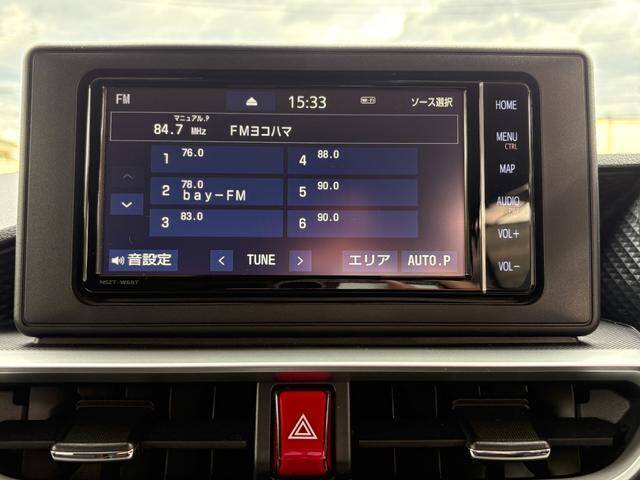 FM 15:33 Wi-Fi ソース選択
マニュアル.P
84.7 MHz FMヨコハマ
1 76.0
2 78.0 bay-FM
3 83.0
4 88.0
5 90.0
6 90.0
音設定 < TUNE > エリア AUTO.P
NSZT-W68T
HOME
MENU
CTRL
MAP
AUDIO
VOL+
VOL-